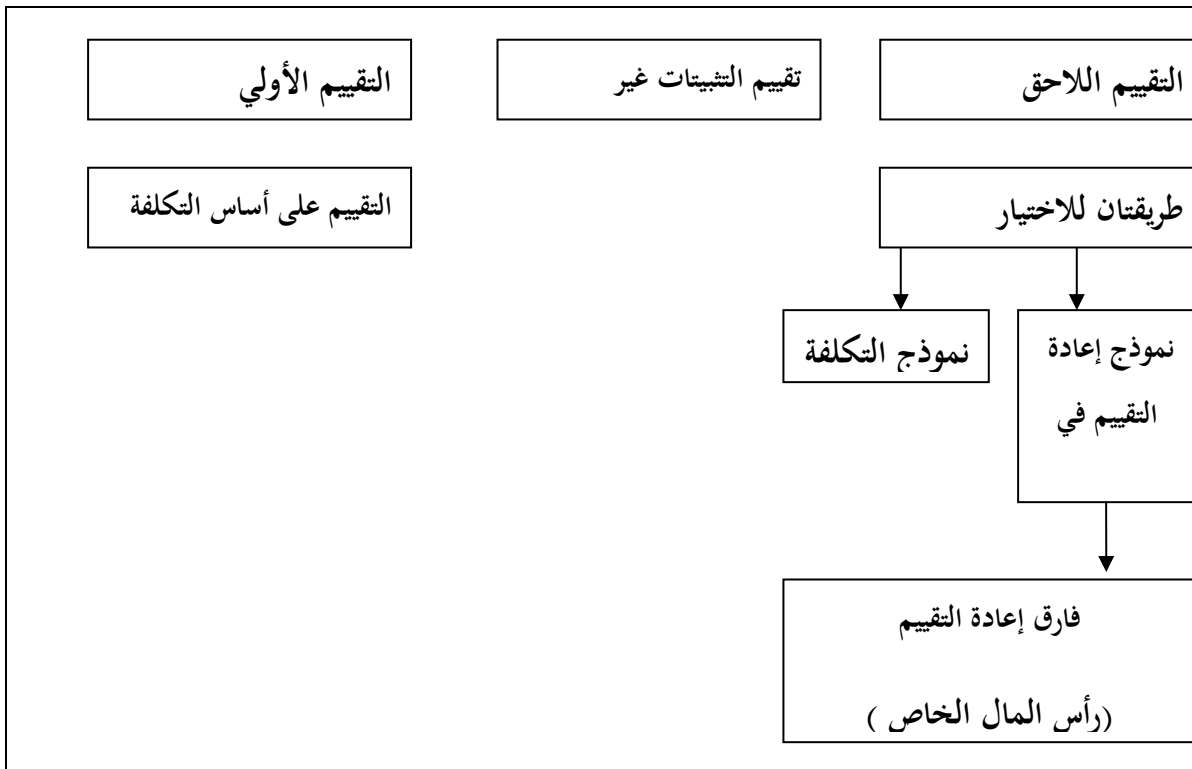 التقييم اللاحق
تقييم التثبيتات غير
التقييم الأولي
طريقتان للاختيار
التقييم على أساس التكلفة
نموذج إعادة
التقييم في
نموذج التكلفة
فارق إعادة التقييم
(رأس المال الخاص )